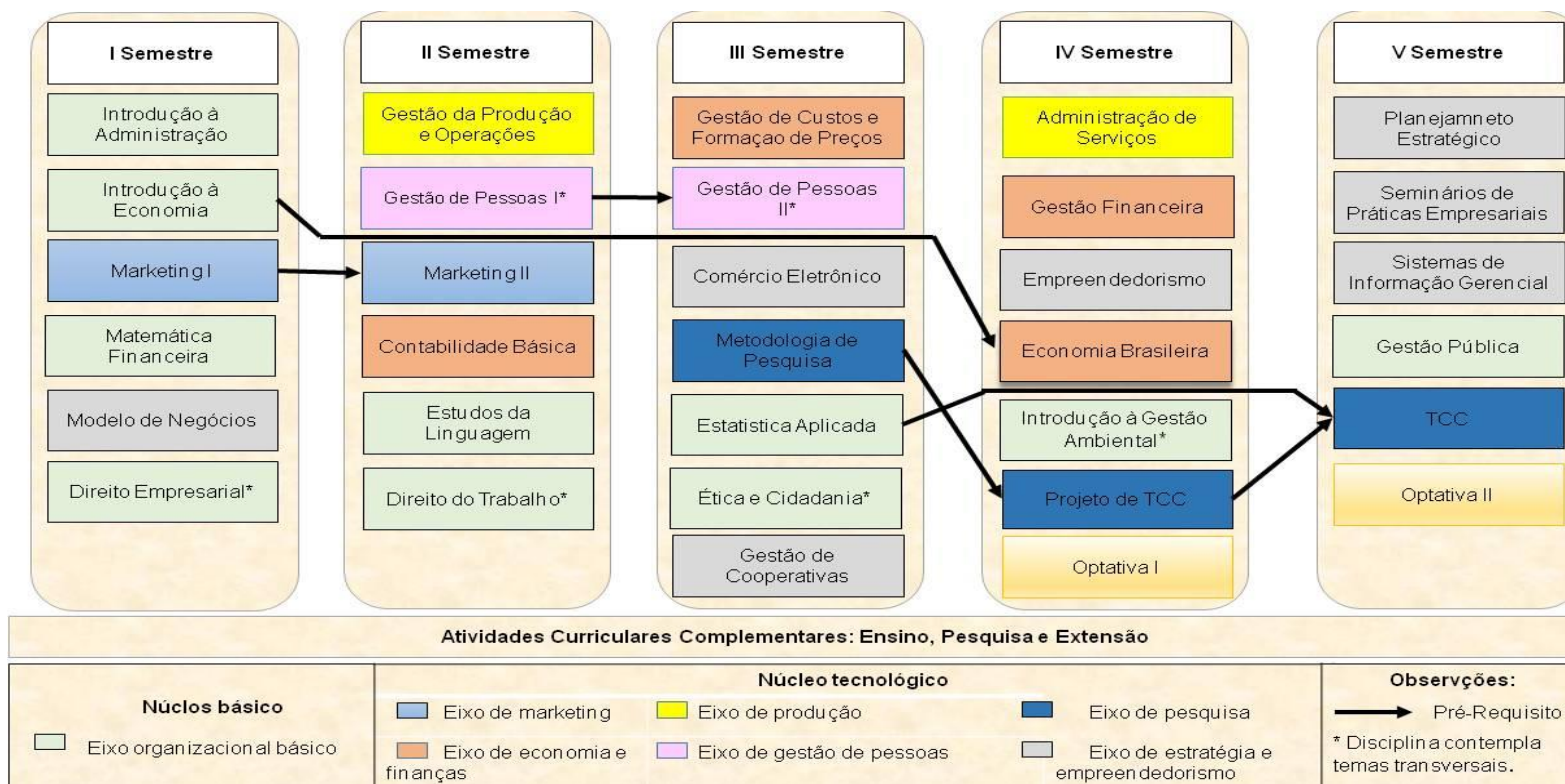 I Semestre
Introdução à
Administração
Introdução à
Economia
Marketing I
Matemática
Financeira
Modelo de Negócios
Direito Empresarial*
II Semestre
Gestão da Produção
e Operações
Gestão de Pessoas I*
Marketing II
Contabilidade Básica
Estudos da
Linguagem
Direito do Trabalho*
III Semestre
Gestão de Custos e
Formaçao de Preços
Gestão de Pessoas
II*
Comércio Eletrônico
Metodologia de
Pesquisa
Estatistica Aplicada
Ética e Cidadania*
Gestão de
Cooperativas
IV Semestre
Administração de
Serviços
Gestão Financeira
Empreendedorismo
Economia Brasileira
Introdução à Gestão
Ambiental*
Projeto de TCC
Optativa I
V Semestre
Planejamneto
Estratégico
Seminários de
Práticas Empresariais
Sistemas de
Informação Gerencial
Gestão Pública
TCC
Optativa II
Atividades Curriculares Complementares: Ensino, Pesquisa e Extensão
Núclos básico
Eixo organizacional básico
Núcleo tecnológico
Eixo de marketing
Eixo de produção
Eixo de pesquisa
Eixo de economia e
finanças
Eixo de gestão de pessoas
Eixo de estratégia e
empreendedorismo
Observções:
Pré-Requisito
* Disciplina contempla
temas transversais.